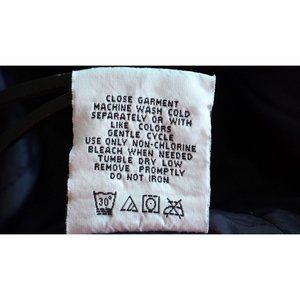 CLOSE GARMENT
MACHINE WASH COLD
SEPARATELY OR WITH
LIKE COLORS
GENTLE CYCLE
USE ONLY NON-CHLORINE
BLEACH WHEN NEEDED
TUMBLE DRY LOW
REMOVE PROMPTLY
DO NOT IRON
30°